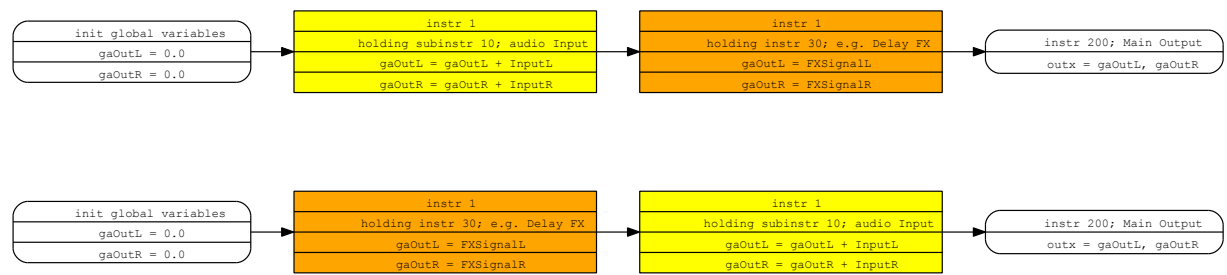 init global variables
gaOutL = 0.0
gaOutR = 0.0
instr 1
holding subinstr 10; audio Input
gaOutL = gaOutL + InputL
gaOutR = gaOutR + InputR
instr 1
holding instr 30; e.g. Delay FX
gaOutL = FXSignalL
gaOutR = FXSignalR
instr 200; Main Output
outx = gaOutL, gaOutR
init global variables
gaOutL = 0.0
gaOutR = 0.0
instr 1
holding instr 30; e.g. Delay FX
gaOutL = FXSignalL
gaOutR = FXSignalR
instr 1
holding subinstr 10; audio Input
gaOutL = gaOutL + InputL
gaOutR = gaOutR + InputR
instr 200; Main Output
outx = gaOutL, gaOutR